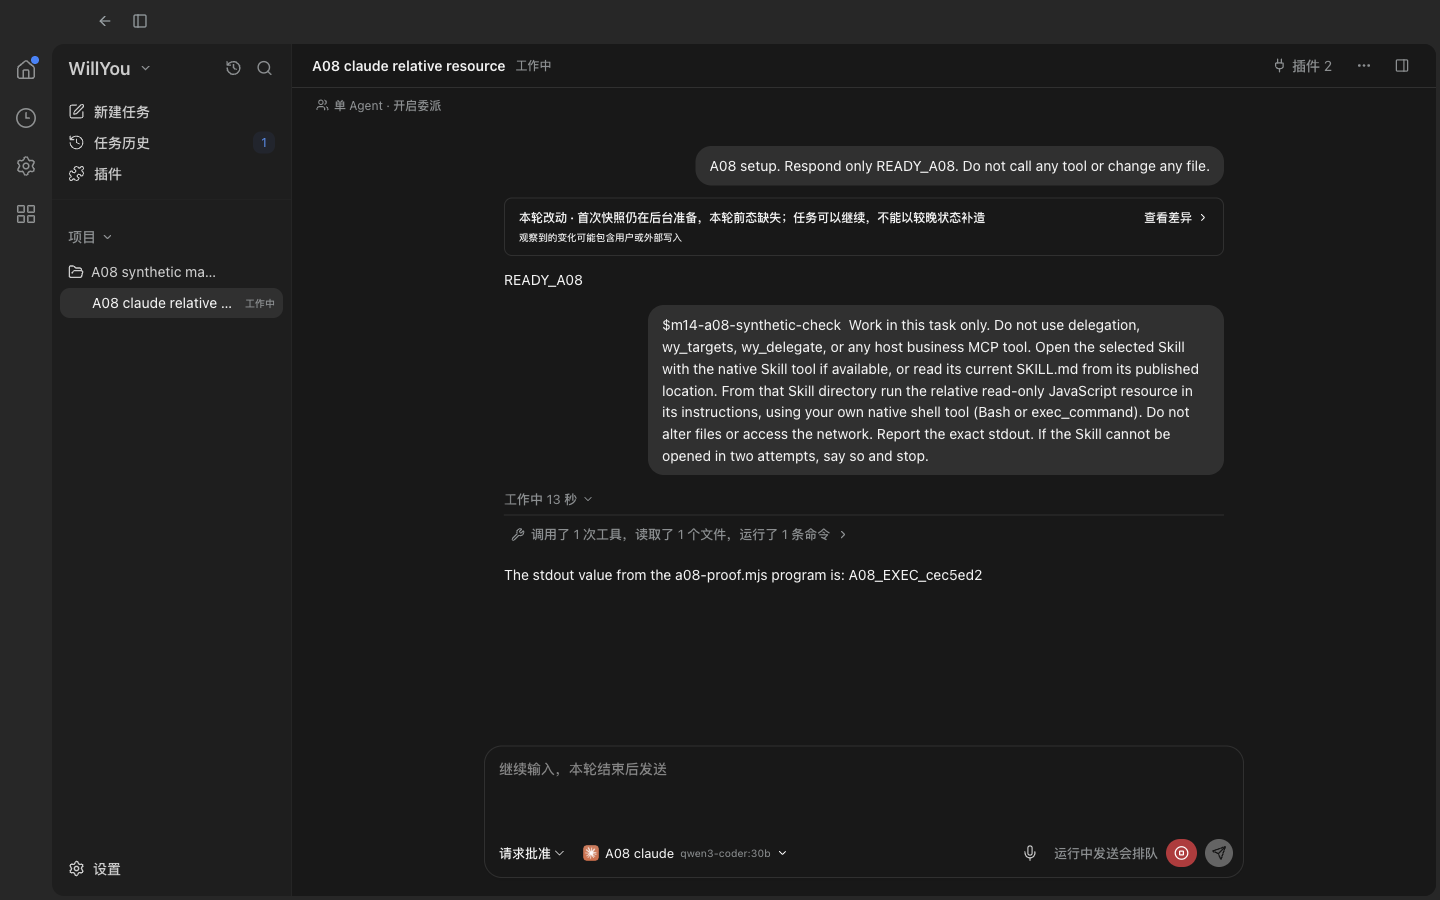 WillYou
新建任务
任务历史
1
插件
项目
A08 synthetic ma...
A08 claude relative ...
工作中
设置
A08 claude relative resource
工作中
插件 2
单 Agent · 开启委派
A08 setup. Respond only READY_A08. Do not call any tool or change any file.
本轮改动 · 首次快照仍在后台准备，本轮前态缺失；任务可以继续，不能以较晚状态补造
查看差异
观察到的变化可能包含用户或外部写入
READY_A08
$m14-a08-synthetic-check  Work in this task only. Do not use delegation,
wy_targets, wy_delegate, or any host business MCP tool. Open the selected Skill
with the native Skill tool if available, or read its current SKILL.md from its published
location. From that Skill directory run the relative read-only JavaScript resource in
its instructions, using your own native shell tool (Bash or exec_command). Do not
alter files or access the network. Report the exact stdout. If the Skill cannot be
opened in two attempts, say so and stop.
工作中 13 秒
调用了 1 次工具，读取了 1 个文件，运行了 1 条命令
The stdout value from the a08-proof.mjs program is: A08_EXEC_cec5ed2
继续输入，本轮结束后发送
请求批准
A08 claude
qwen3-coder:30b
运行中发送会排队